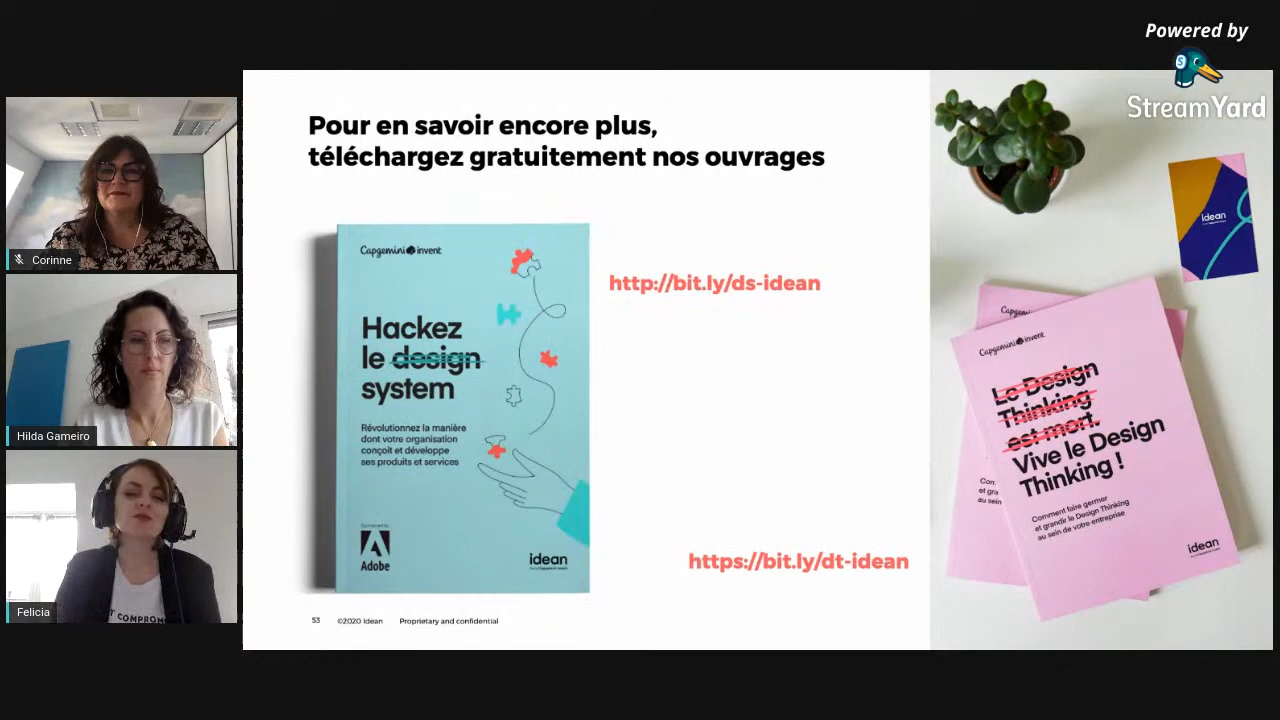 Powered by
StreamYard
Corinne
Hilda Gameiro
Felicia
Pour en savoir encore plus,
téléchargez gratuitement nos ouvrages
Capgemini invent
Hackez
le design
system
Révolutionnez la manière
dont votre organisation
conçoit et développe
ses produits et services
Adobe
idean
http://bit.ly/ds-idean
https://bit.ly/dt-idean
53 ©2020 Idean Proprietary and confidential
idean
Capgemini invent
Le Design
Thinking
est mort.
Vive le Design
Thinking !
Comment faire germer
et grandir le Design Thinking
au sein de votre entreprise
idean